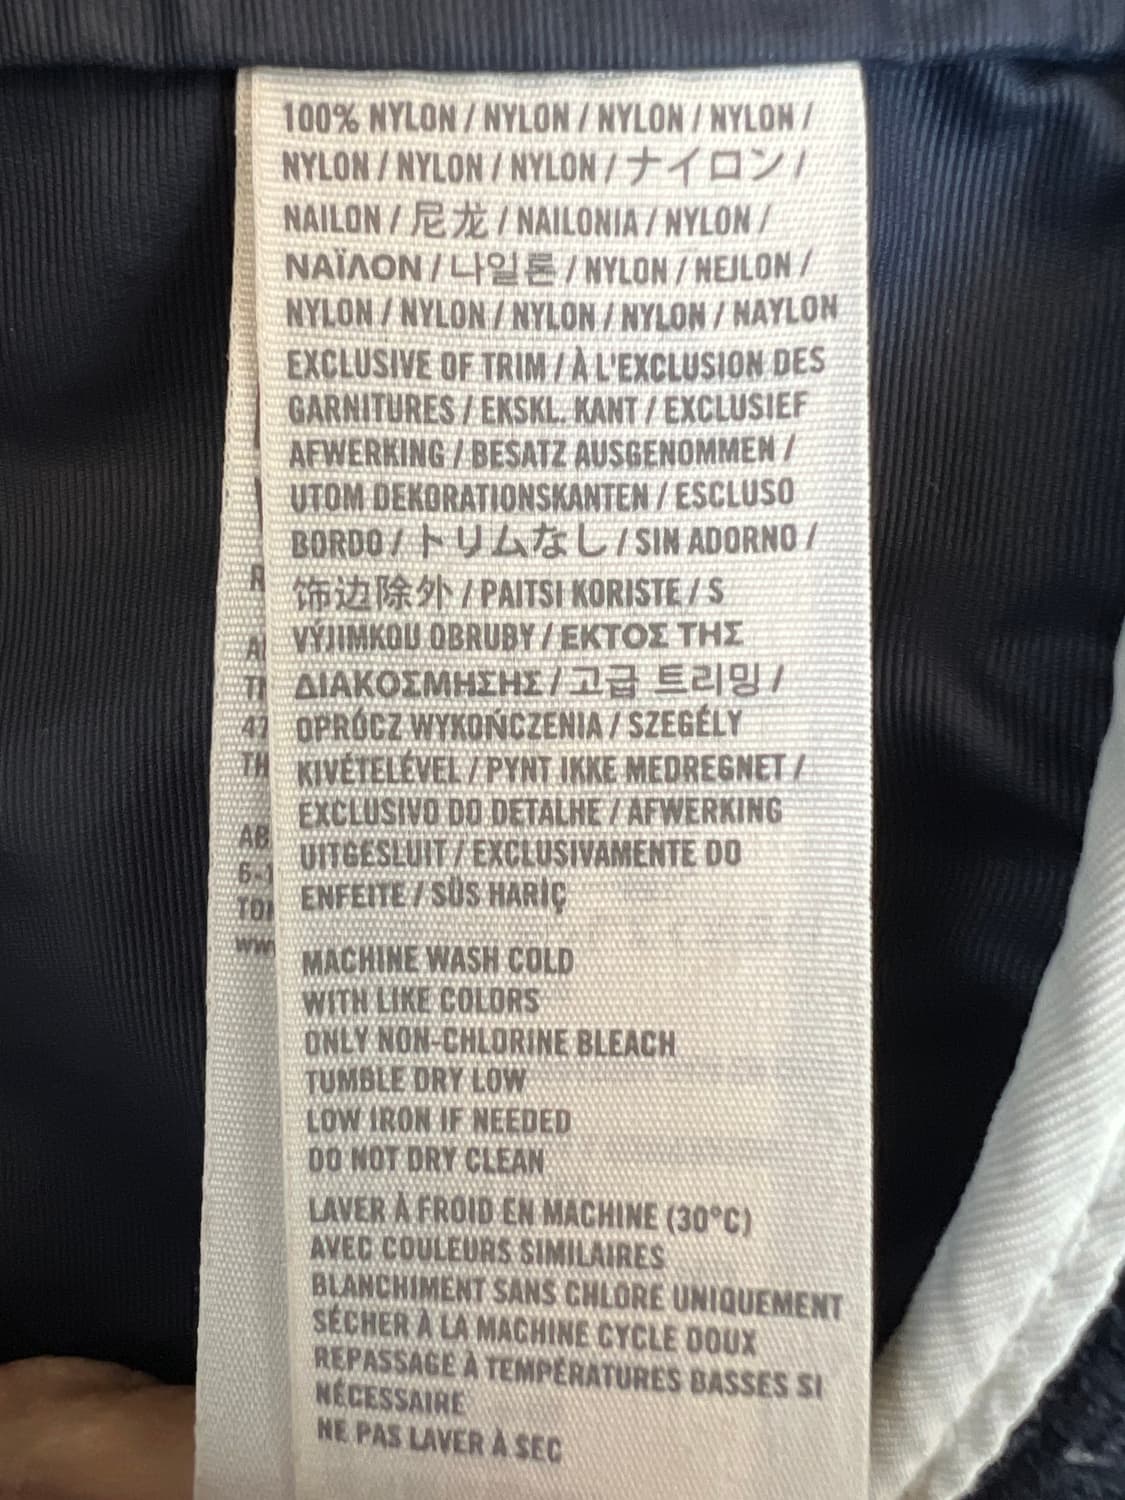 100% NYLON / NYLON / NYLON / NYLON /
NYLON / NYLON / NYLON / ナイロン /
NAILON / 尼龙 / NAILONIA / NYLON /
ΝΑΪΛΟΝ / 나일론 / NYLON / NEJLON /
NYLON / NYLON / NYLON / NYLON / NAYLON
EXCLUSIVE OF TRIM / À L'EXCLUSION DES
GARNITURES / EKSKL. KANT / EXCLUSIEF
AFWERKING / BESATZ AUSGENOMMEN /
UTOM DEKORATIONSKANTEN / ESCLUSO
BORDO / トリムなし / SIN ADORNO /
饰边除外 / PAITSI KORISTE / S
VÝJIMKOU OBRUBY / ΕΚΤΟΣ ΤΗΣ
ΔΙΑΚΟΣΜΗΣΗΣ / 고급 트리밍 /
OPRÓCZ WYKOŃCZENIA / SZEGÉLY
KIVÉTELÉVEL / PYNT IKKE MEDREGNET /
EXCLUSIVO DO DETALHE / AFWERKING
UITGESLUIT / EXCLUSIVAMENTE DO
ENFEITE / SÜS HARİÇ
MACHINE WASH COLD
WITH LIKE COLORS
ONLY NON-CHLORINE BLEACH
TUMBLE DRY LOW
LOW IRON IF NEEDED
DO NOT DRY CLEAN
LAVER À FROID EN MACHINE (30°C)
AVEC COULEURS SIMILAIRES
BLANCHIMENT SANS CHLORE UNIQUEMENT
SÉCHER À LA MACHINE CYCLE DOUX
REPASSAGE À TEMPÉRATURES BASSES SI
NÉCESSAIRE
NE PAS LAVER À SEC